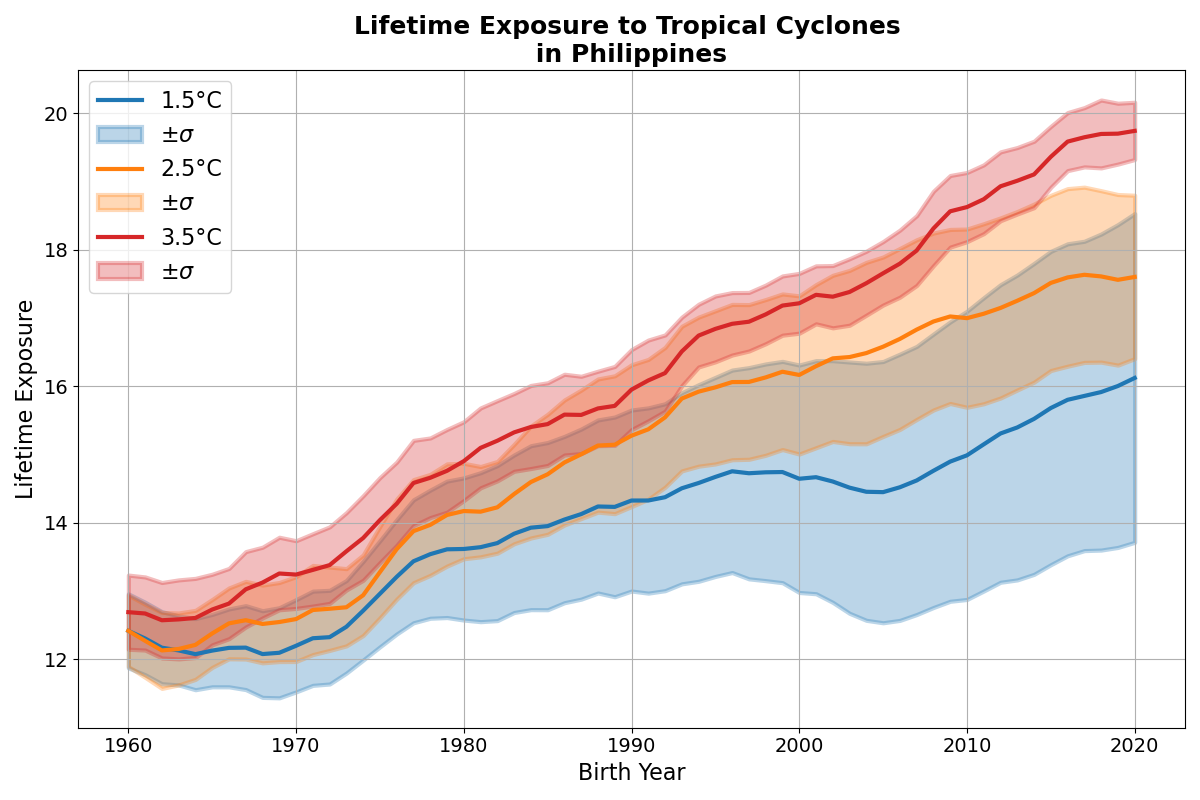 Lifetime Exposure to Tropical Cyclones
in Philippines
1.5°C
±σ
2.5°C
±σ
3.5°C
±σ
Lifetime Exposure
20
18
16
14
12
1960 1970 1980 1990 2000 2010 2020
Birth Year